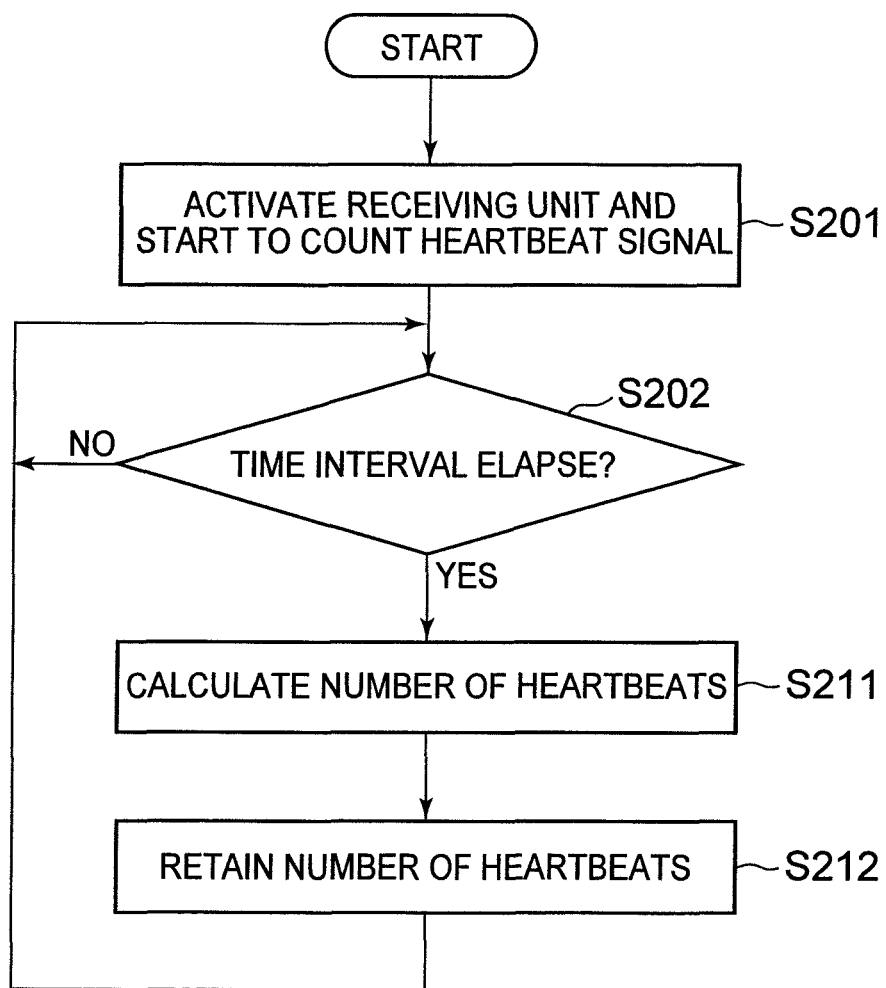 START
ACTIVATE RECEIVING UNIT AND
START TO COUNT HEARTBEAT SIGNAL
S201
S202
NO
TIME INTERVAL ELAPSE?
YES
CALCULATE NUMBER OF HEARTBEATS
S211
RETAIN NUMBER OF HEARTBEATS
S212